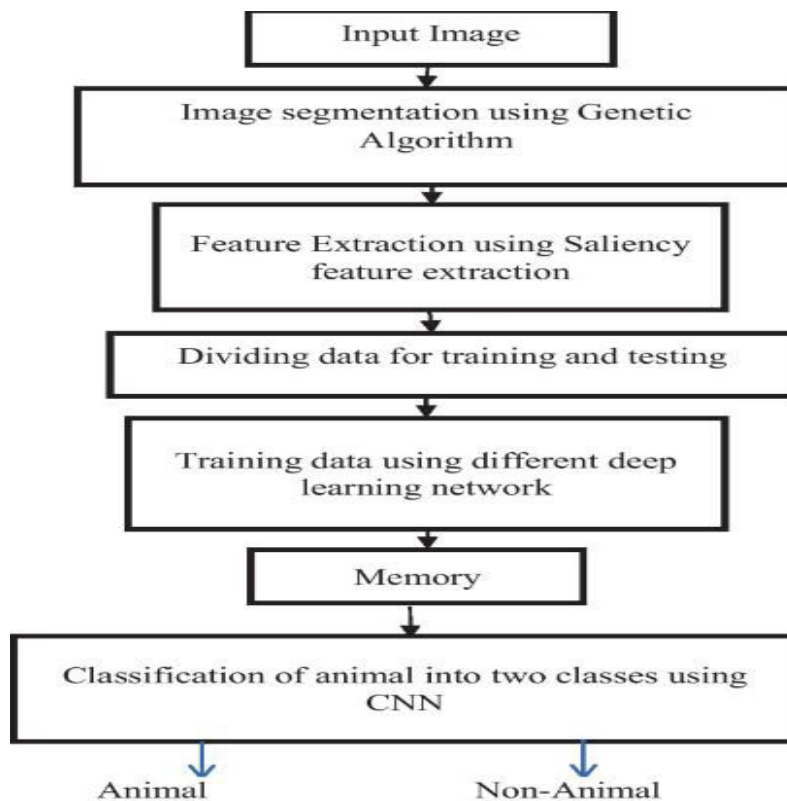 Input Image
Image segmentation using Genetic
Algorithm
Feature Extraction using Saliency
feature extraction
Dividing data for training and testing
Training data using different deep
learning network
Memory
Classification of animal into two classes using
CNN
Animal
Non-Animal